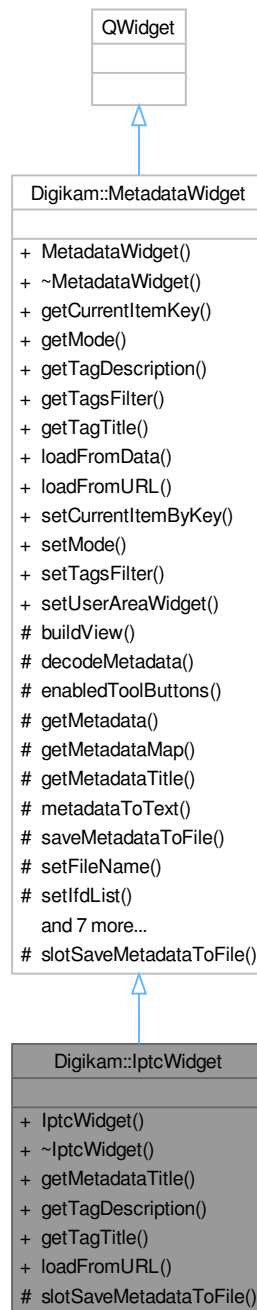 QWidget
Digikam::MetadataWidget
+ MetadataWidget()
+ ~MetadataWidget()
+ getCurrentItemKey()
+ getMode()
+ getTagDescription()
+ getTagsFilter()
+ getTagTitle()
+ loadFromData()
+ loadFromURL()
+ setCurrentItemByKey()
+ setMode()
+ setTagsFilter()
+ setUserAreaWidget()
# buildView()
# decodeMetadata()
# enabledToolButtons()
# getMetadata()
# getMetadataMap()
# getMetadataTitle()
# metadataToText()
# saveMetadataToFile()
# setFileName()
# setIfdList()
and 7 more...
# slotSaveMetadataToFile()
Digikam::IptcWidget
+ IptcWidget()
+ ~IptcWidget()
+ getMetadataTitle()
+ getTagDescription()
+ getTagTitle()
+ loadFromURL()
# slotSaveMetadataToFile()